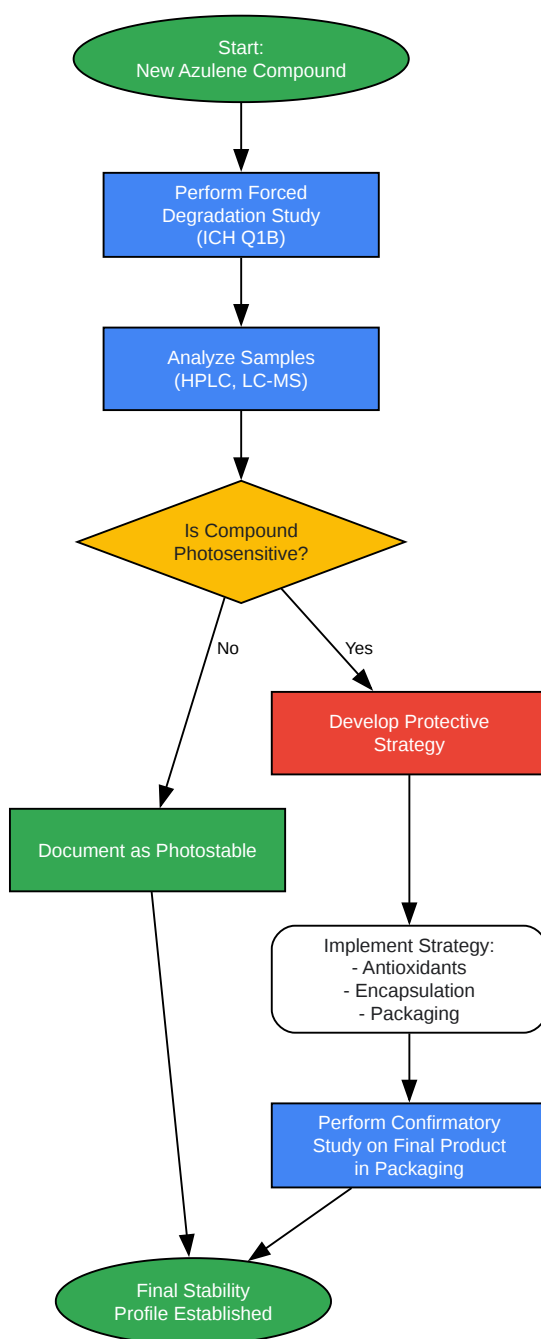 Start:
New Azulene Compound
Perform Forced
Degradation Study
(ICH Q1B)
Analyze Samples
(HPLC, LC-MS)
Is Compound
Photosensitive?
No
Yes
Develop Protective
Strategy
Document as Photostable
Implement Strategy:
- Antioxidants
- Encapsulation
- Packaging
Perform Confirmatory
Study on Final Product
in Packaging
Final Stability
Profile Established